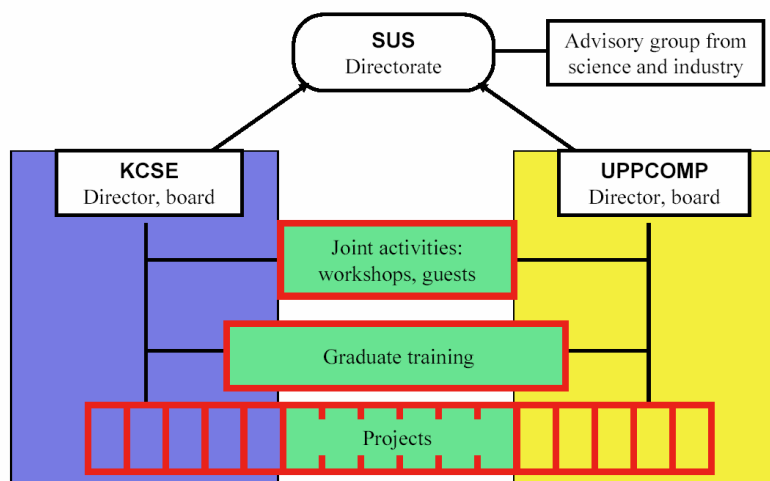 SUS
Directorate
Advisory group from
science and industry
KCSE
Director, board
UPPCOMP
Director, board
Joint activities:
workshops, guests
Graduate training
Projects